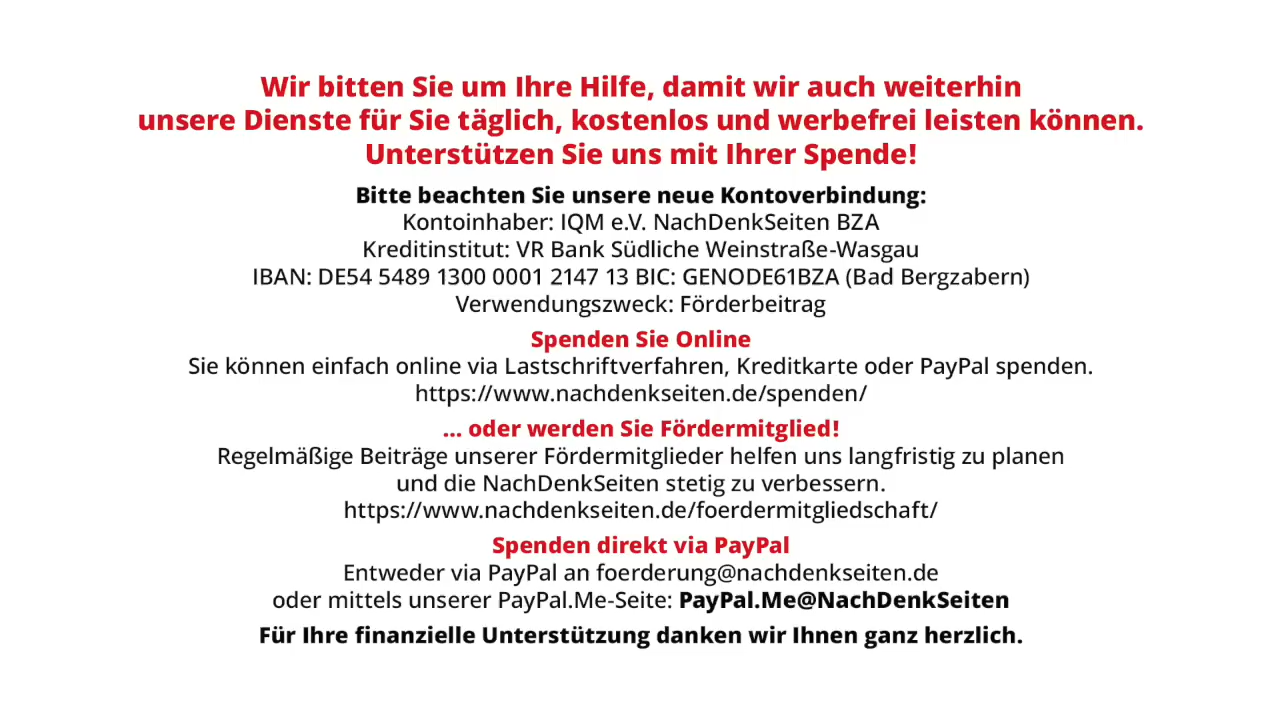 Wir bitten Sie um Ihre Hilfe, damit wir auch weiterhin
unsere Dienste für Sie täglich, kostenlos und werbefrei leisten können.
Unterstützen Sie uns mit Ihrer Spende!
Bitte beachten Sie unsere neue Kontoverbindung:
Kontoinhaber: IQM e.V. NachDenkSeiten BZA
Kreditinstitut: VR Bank Südliche Weinstraße-Wasgau
IBAN: DE54 5489 1300 0001 2147 13 BIC: GENODE61BZA (Bad Bergzabern)
Verwendungszweck: Förderbeitrag
Spenden Sie Online
Sie können einfach online via Lastschriftverfahren, Kreditkarte oder PayPal spenden.
https://www.nachdenkseiten.de/spenden/
... oder werden Sie Fördermitglied!
Regelmäßige Beiträge unserer Fördermitglieder helfen uns langfristig zu planen
und die NachDenkSeiten stetig zu verbessern.
https://www.nachdenkseiten.de/foerdermitgliedschaft/
Spenden direkt via PayPal
Entweder via PayPal an foerderung@nachdenkseiten.de
oder mittels unserer PayPal.Me-Seite: PayPal.Me@NachDenkSeiten
Für Ihre finanzielle Unterstützung danken wir Ihnen ganz herzlich.